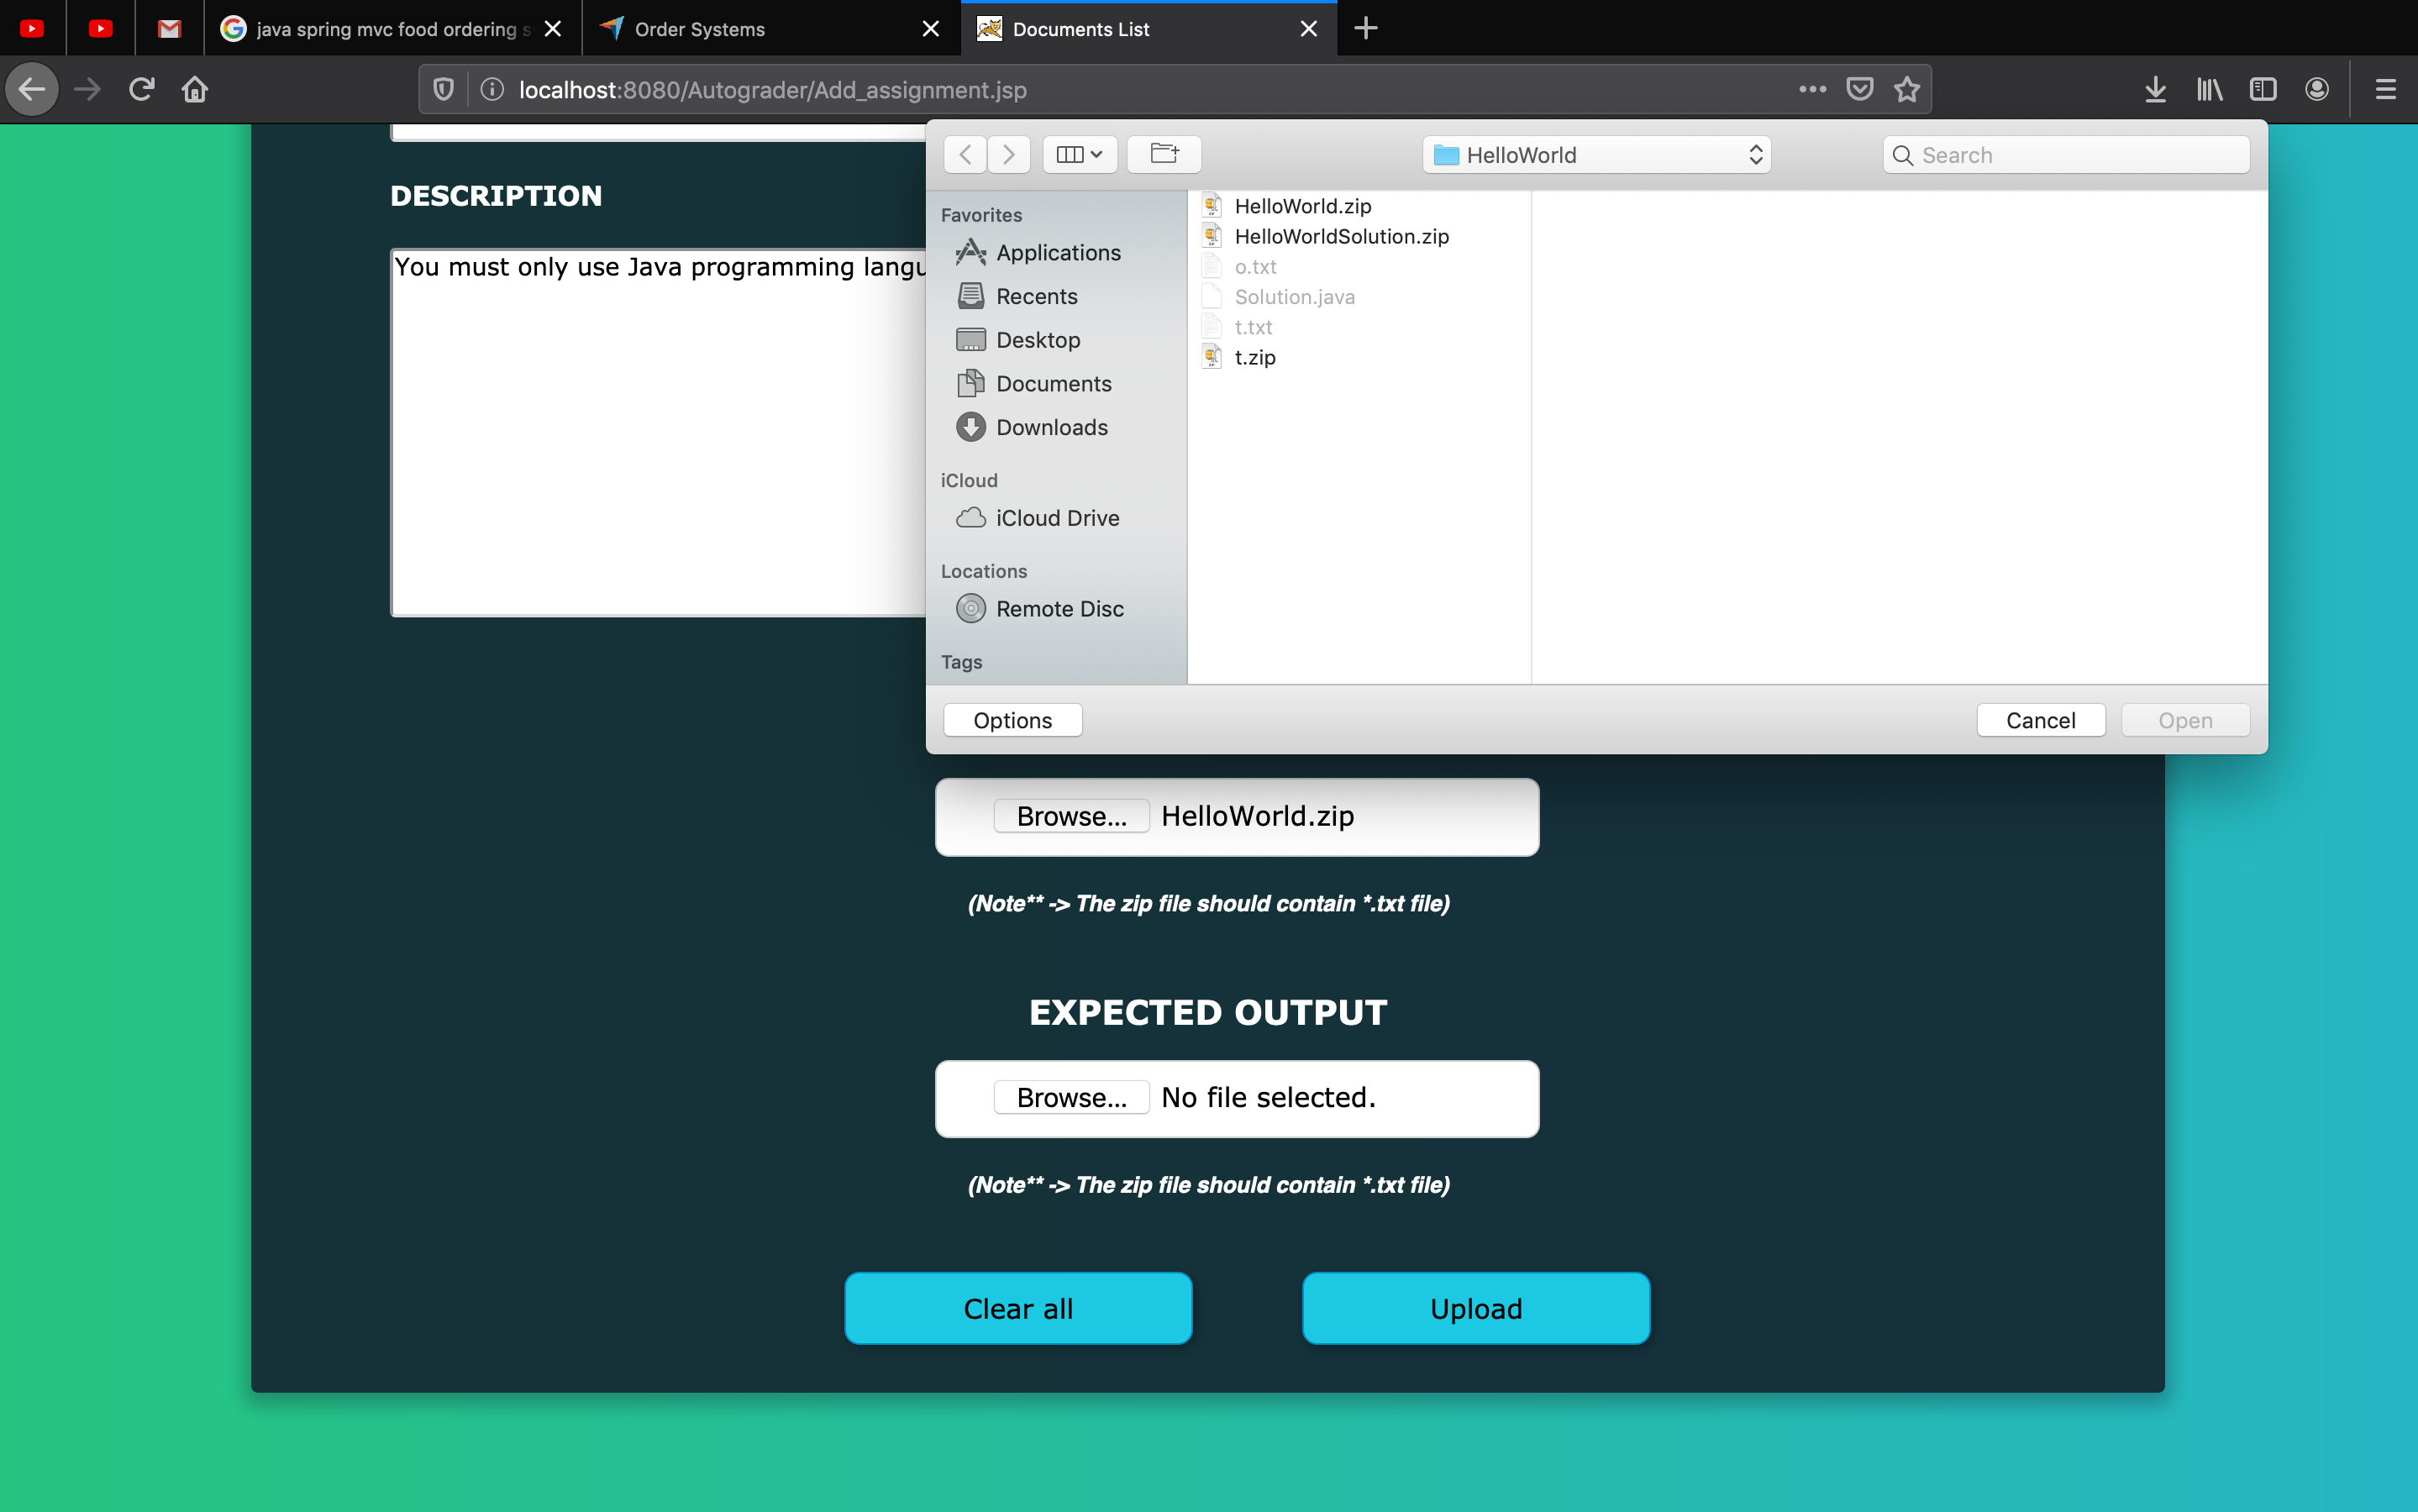 java spring mvc food ordering s
Order Systems
Documents List
localhost:8080/Autograder/Add_assignment.jsp
HelloWorld
Search
Favorites
Applications
Recents
Desktop
Documents
Downloads
iCloud
iCloud Drive
Locations
Remote Disc
Tags
HelloWorld.zip
HelloWorldSolution.zip
o.txt
Solution.java
t.txt
t.zip
Options
Cancel
Open
DESCRIPTION
You must only use Java programming langu
Browse... HelloWorld.zip
(Note** -> The zip file should contain *.txt file)
EXPECTED OUTPUT
Browse... No file selected.
(Note** -> The zip file should contain *.txt file)
Clear all
Upload